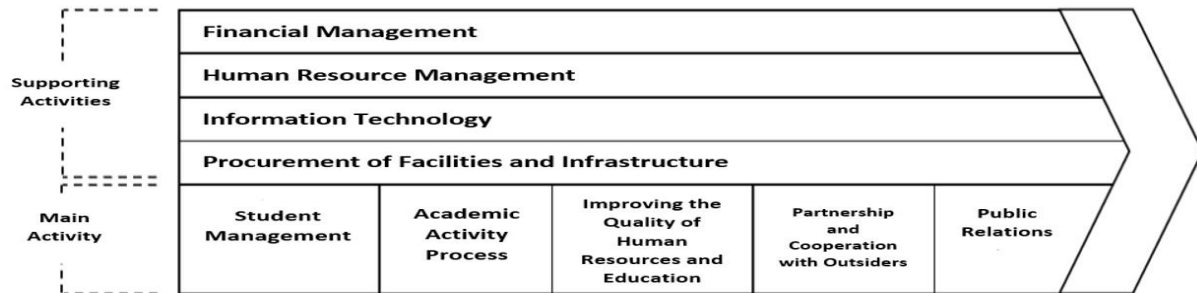 Supporting
Activities
Financial Management
Human Resource Management
Information Technology
Procurement of Facilities and Infrastructure
Main
Activity
Student
Management
Academic
Activity
Process
Improving the
Quality of
Human
Resources and
Education
Partnership
and
Cooperation
with Outsiders
Public
Relations